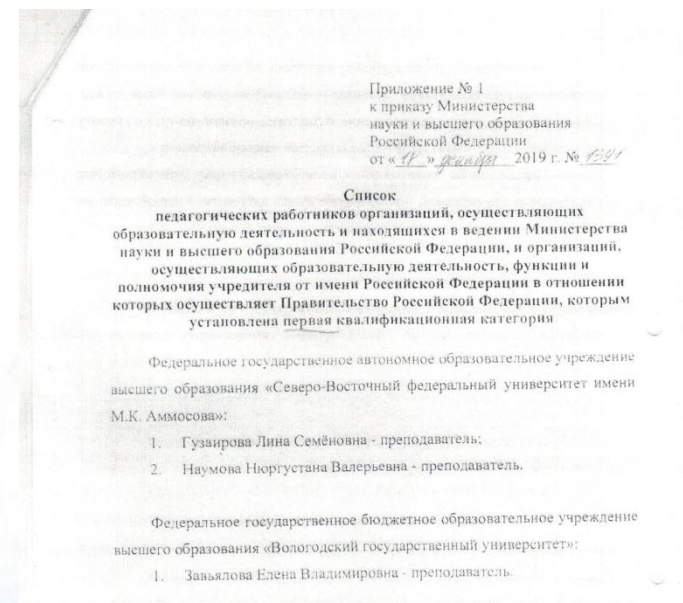 Приложение № 1
к приказу Министерства
науки и высшего образования
Российской Федерации
от « 18 » декабря 2019 г. № 1391
Список
педагогических работников организаций, осуществляющих
образовательную деятельность и находящихся в ведении Министерства
науки и высшего образования Российской Федерации, и организаций,
осуществляющих образовательную деятельность, функции и
полномочия учредителя от имени Российской Федерации в отношении
которых осуществляет Правительство Российской Федерации, которым
установлена первая квалификационная категория
Федеральное государственное автономное образовательное учреждение
высшего образования «Северо-Восточный федеральный университет имени
М.К. Аммосова»:
1. Гузаирова Лина Семёновна - преподаватель;
2. Наумова Нюргустана Валерьевна - преподаватель.
Федеральное государственное бюджетное образовательное учреждение
высшего образования «Вологодский государственный университет»:
1. Завьялова Елена Владимировна - преподаватель.